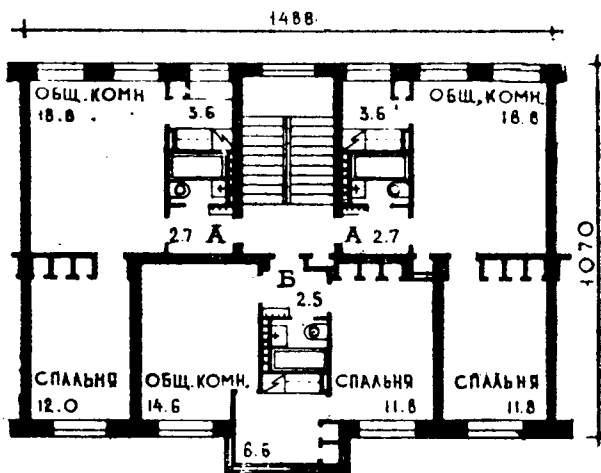 1488
ОБЩ. КОМН
18.8
3.6
3.6
ОБЩ, КОМН.
18.8
2.7 А
А 2.7
1070
Б
2.5
СПАЛЬНЯ
12.0
ОБЩ. КОМН.
14.6
СПАЛЬНЯ
11.8
СПАЛЬНЯ
11.8
6.6